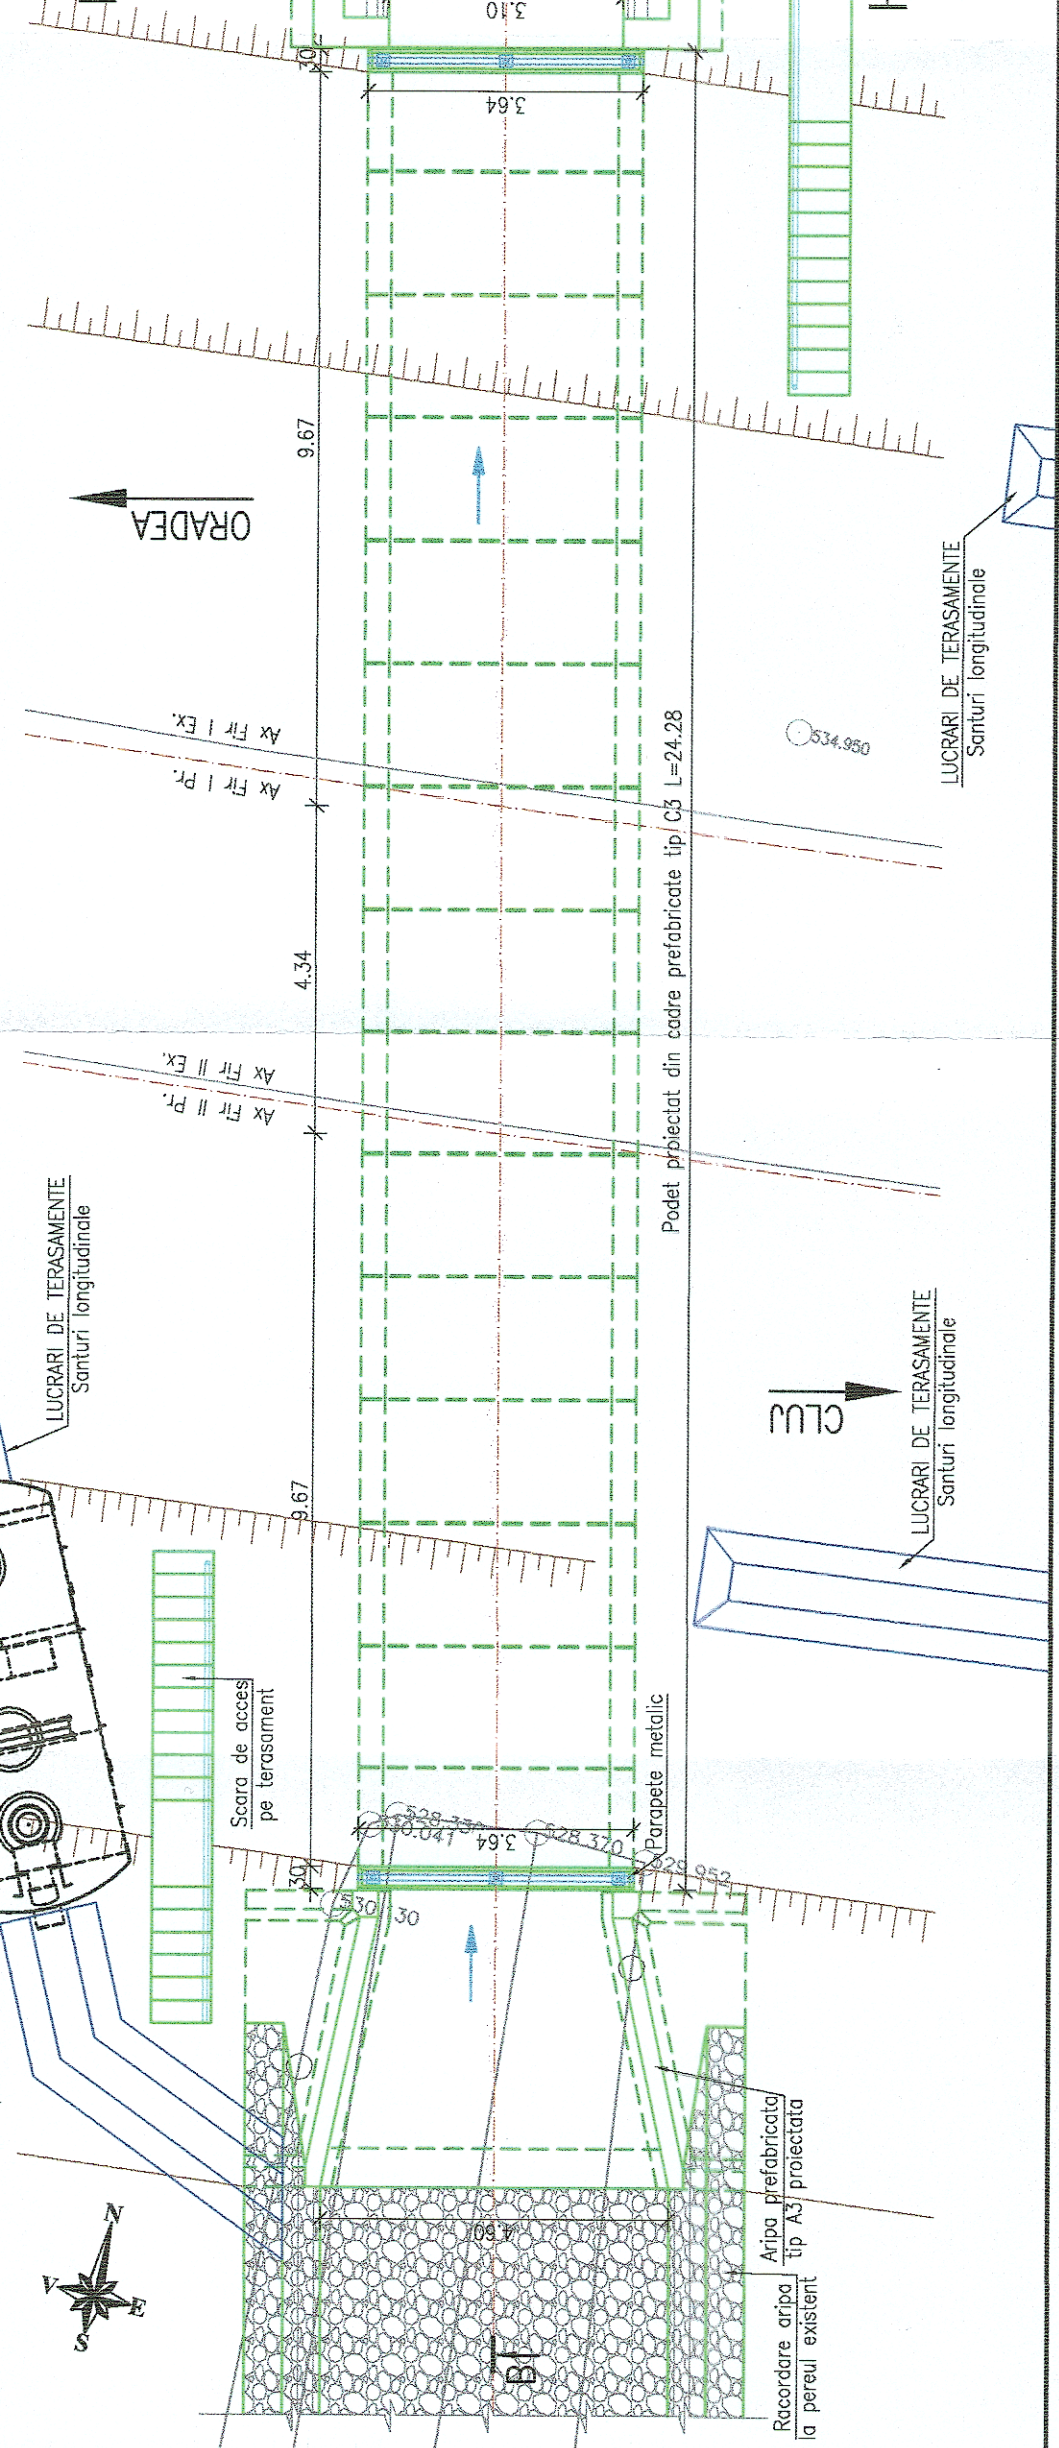 3.10
30
3.64
9.67
ORADEA
LUCRARI DE TERASAMENTE
Santuri longitudinale
Ax Fir I Ex.
Ax Fir I Pr.
534.950
Podet proiectat din cadre prefabricate tip C3 L=24.28
4.34
Ax Fir II Ex.
Ax Fir II Pr.
LUCRARI DE TERASAMENTE
Santuri longitudinale
CLUJ
LUCRARI DE TERASAMENTE
Santuri longitudinale
9.67
Scara de acces
pe terasament
Parapete metalic
528.370
529.952
3.64
30
530
30
Aripa prefabricata
tip A3 proiectata
4.60
N
V
E
S
B1
Racordare aripa
la pereul existent